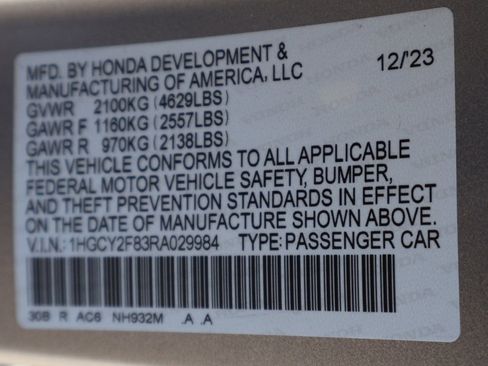 MFD. BY HONDA DEVELOPMENT &
MANUFACTURING OF AMERICA, LLC 12/'23
GVWR 2100KG (4629LBS)
GAWR F 1160KG (2557LBS)
GAWR R 970KG (2138LBS)
THIS VEHICLE CONFORMS TO ALL APPLICABLE
FEDERAL MOTOR VEHICLE SAFETY, BUMPER,
AND THEFT PREVENTION STANDARDS IN EFFECT
ON THE DATE OF MANUFACTURE SHOWN ABOVE.
V.I.N.: 1HGCY2F83RA029984 TYPE: PASSENGER CAR
30B R AC6 NH932M .A .A